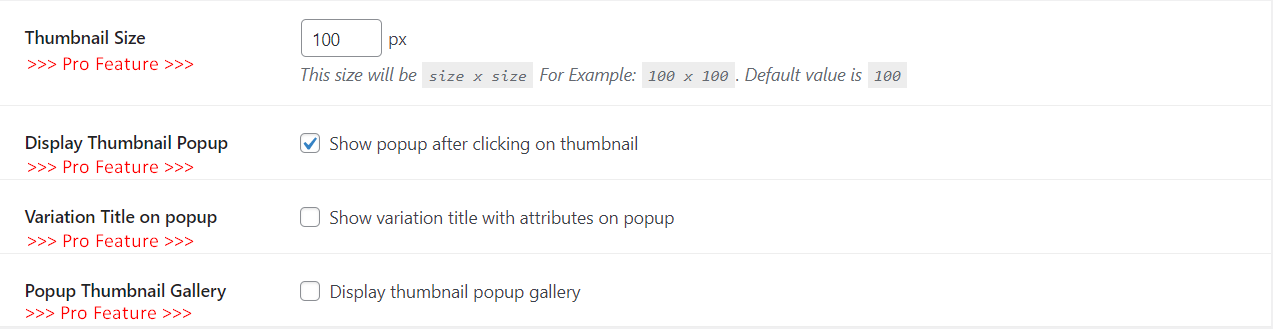 Thumbnail Size
100 px
>>> Pro Feature >>>
This size will be size x size For Example: 100 x 100. Default value is 100
Display Thumbnail Popup
Show popup after clicking on thumbnail
>>> Pro Feature >>>
Variation Title on popup
Show variation title with attributes on popup
>>> Pro Feature >>>
Popup Thumbnail Gallery
Display thumbnail popup gallery
>>> Pro Feature >>>